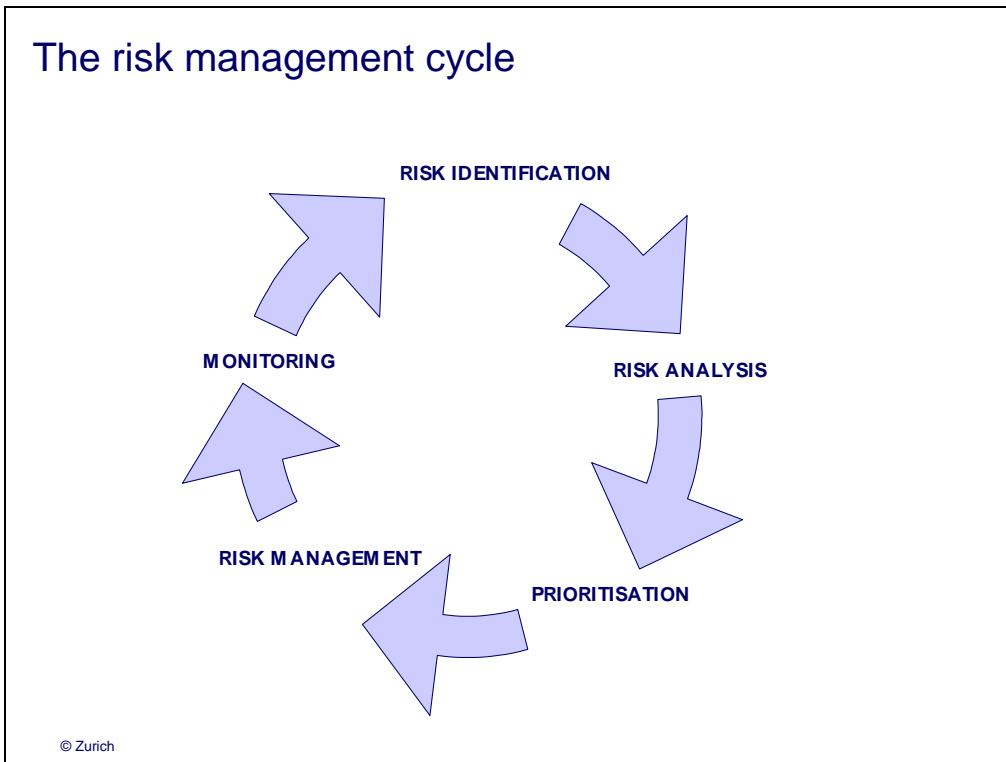 The risk management cycle
RISK IDENTIFICATION
RISK ANALYSIS
PRIORITISATION
RISK MANAGEMENT
MONITORING
© Zurich